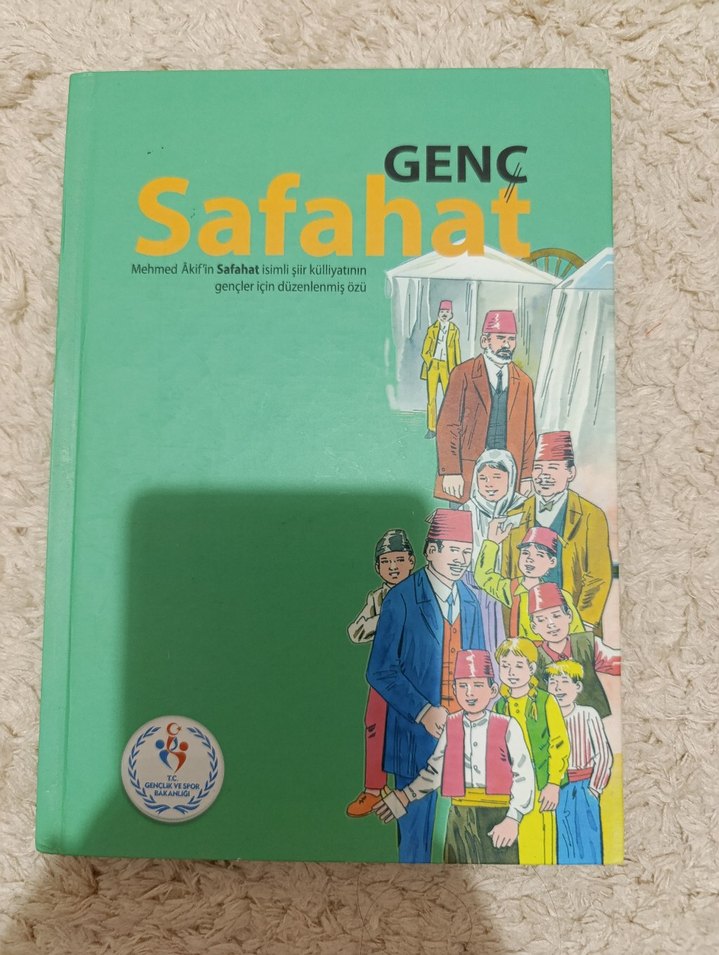 GENÇ
Safahat
Mehmed Âkif'in Safahat isimli şiir külliyatının
gençler için düzenlenmiş özü
T.C.
GENÇLİK VE SPOR
BAKANLIĞI